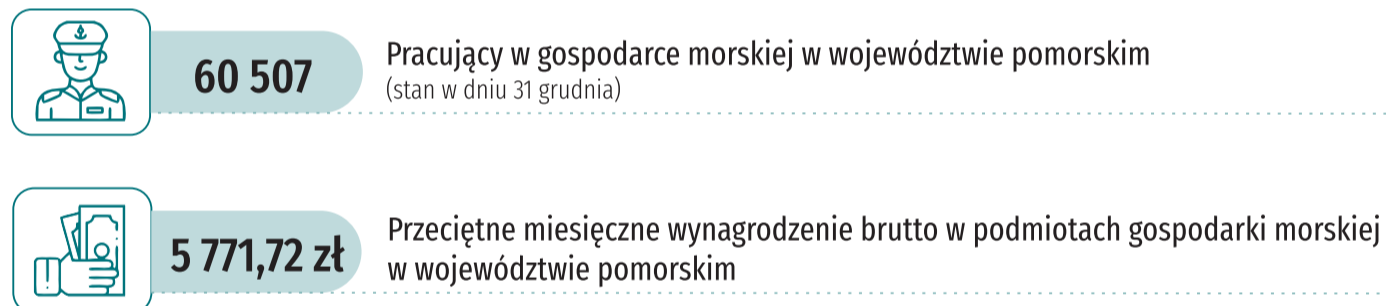 60 507
Pracujący w gospodarce morskiej w województwie pomorskim
(stan w dniu 31 grudnia)
5 771,72 zł
Przeciętne miesięczne wynagrodzenie brutto w podmiotach gospodarki morskiej
w województwie pomorskim